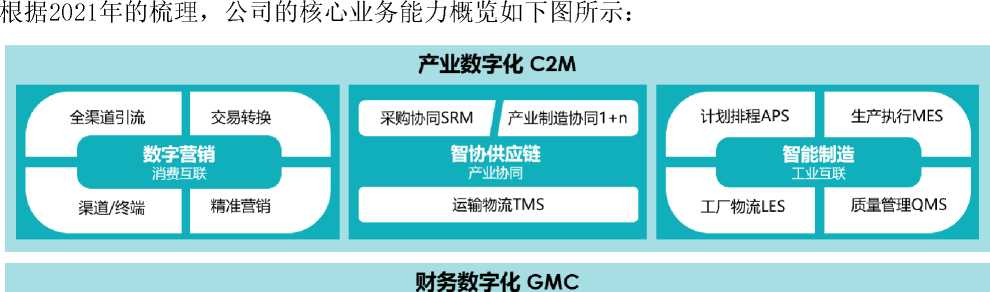 根据2021年的梳理，公司的核心业务能力概览如下图所示：
产业数字化 C2M
全渠道引流 交易转换
数字营销
消费互联
渠道/终端 精准营销
采购协同SRM 产业制造协同1+n
智协供应链
产业协同
运输物流TMS
计划排程APS 生产执行MES
智能制造
工业互联
工厂物流LES 质量管理QMS
财务数字化 GMC